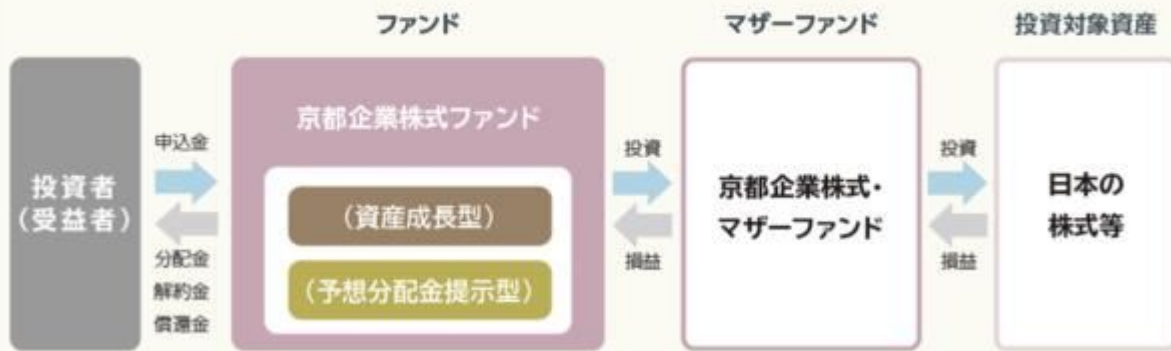 ファンド
マザーファンド
投資対象資産
投資者
(受益者)
申込金
分配金
解約金
償還金
京都企業株式ファンド
(資産成長型)
(予想分配金提示型)
投資
損益
京都企業株式・
マザーファンド
投資
損益
日本の
株式等